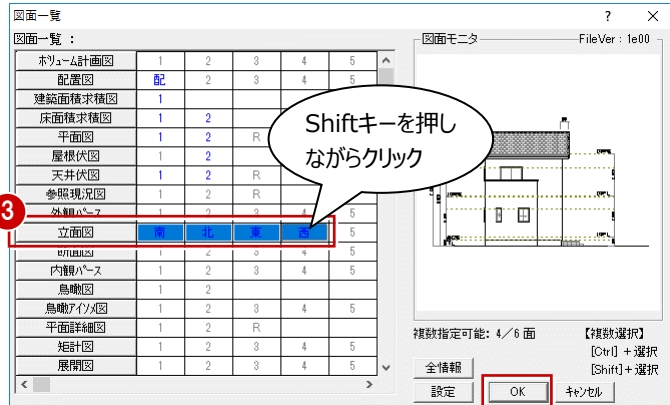 図面一覧 ? ×
図面一覧 : 図面モニタ FileVer : 1e00
ボリューム計画図 1 2 3 4 5
配置図 配 2 3 4 5
建築面積求積図 1
床面積求積図 1 2
平面図 1 2 R
屋根伏図 1 2
天井伏図 1 2 R
参照現況図 1 2 R
外観パース 1 2 3 4 5
立面図 南 北 東 西 5
断面図 1 2 3 4 5
内観パース 1 2 3 4 5
鳥瞰図 1 2
鳥瞰アイソメ図 1 2 3 4 5
平面詳細図 1 2 R
矩計図 1 2 3 4 5
展開図 1 2 3 4 5
Shiftキーを押し
ながらクリック
3
複数指定可能: 4/6 面 【複数選択】
[Ctrl] +選択
全情報 [Shift]+選択
設定 OK キャンセル